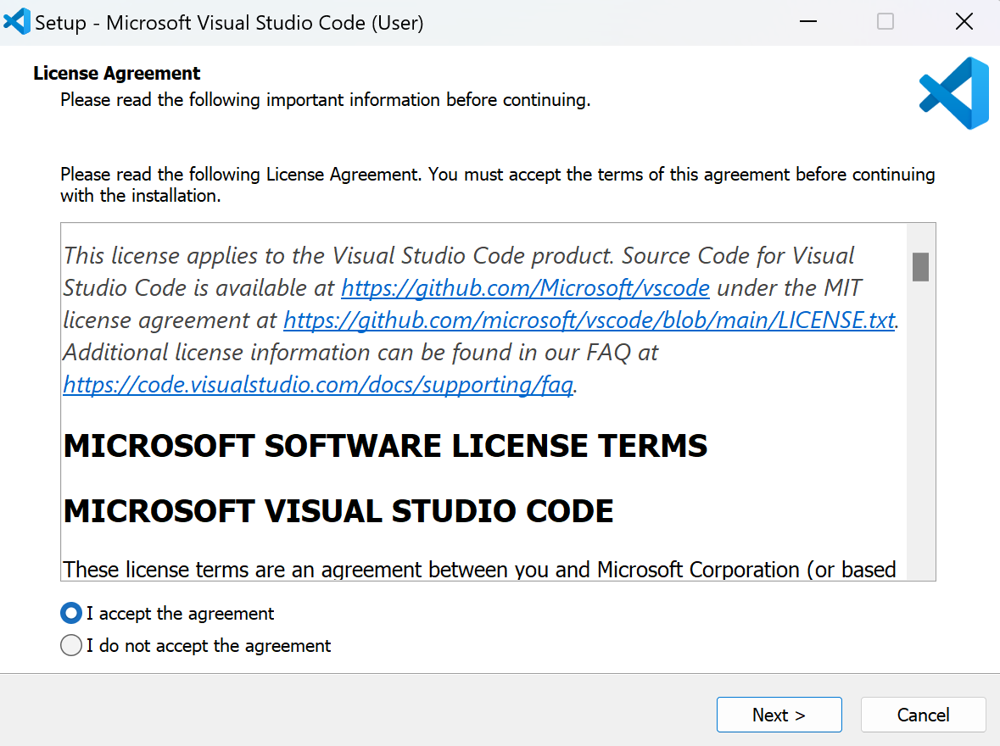 Setup - Microsoft Visual Studio Code (User)
License Agreement
Please read the following important information before continuing.
Please read the following License Agreement. You must accept the terms of this agreement before continuing
with the installation.
This license applies to the Visual Studio Code product. Source Code for Visual
Studio Code is available at https://github.com/Microsoft/vscode under the MIT
license agreement at https://github.com/microsoft/vscode/blob/main/LICENSE.txt.
Additional license information can be found in our FAQ at
https://code.visualstudio.com/docs/supporting/faq.
MICROSOFT SOFTWARE LICENSE TERMS
MICROSOFT VISUAL STUDIO CODE
These license terms are an agreement between you and Microsoft Corporation (or based
I accept the agreement
I do not accept the agreement
Next >
Cancel